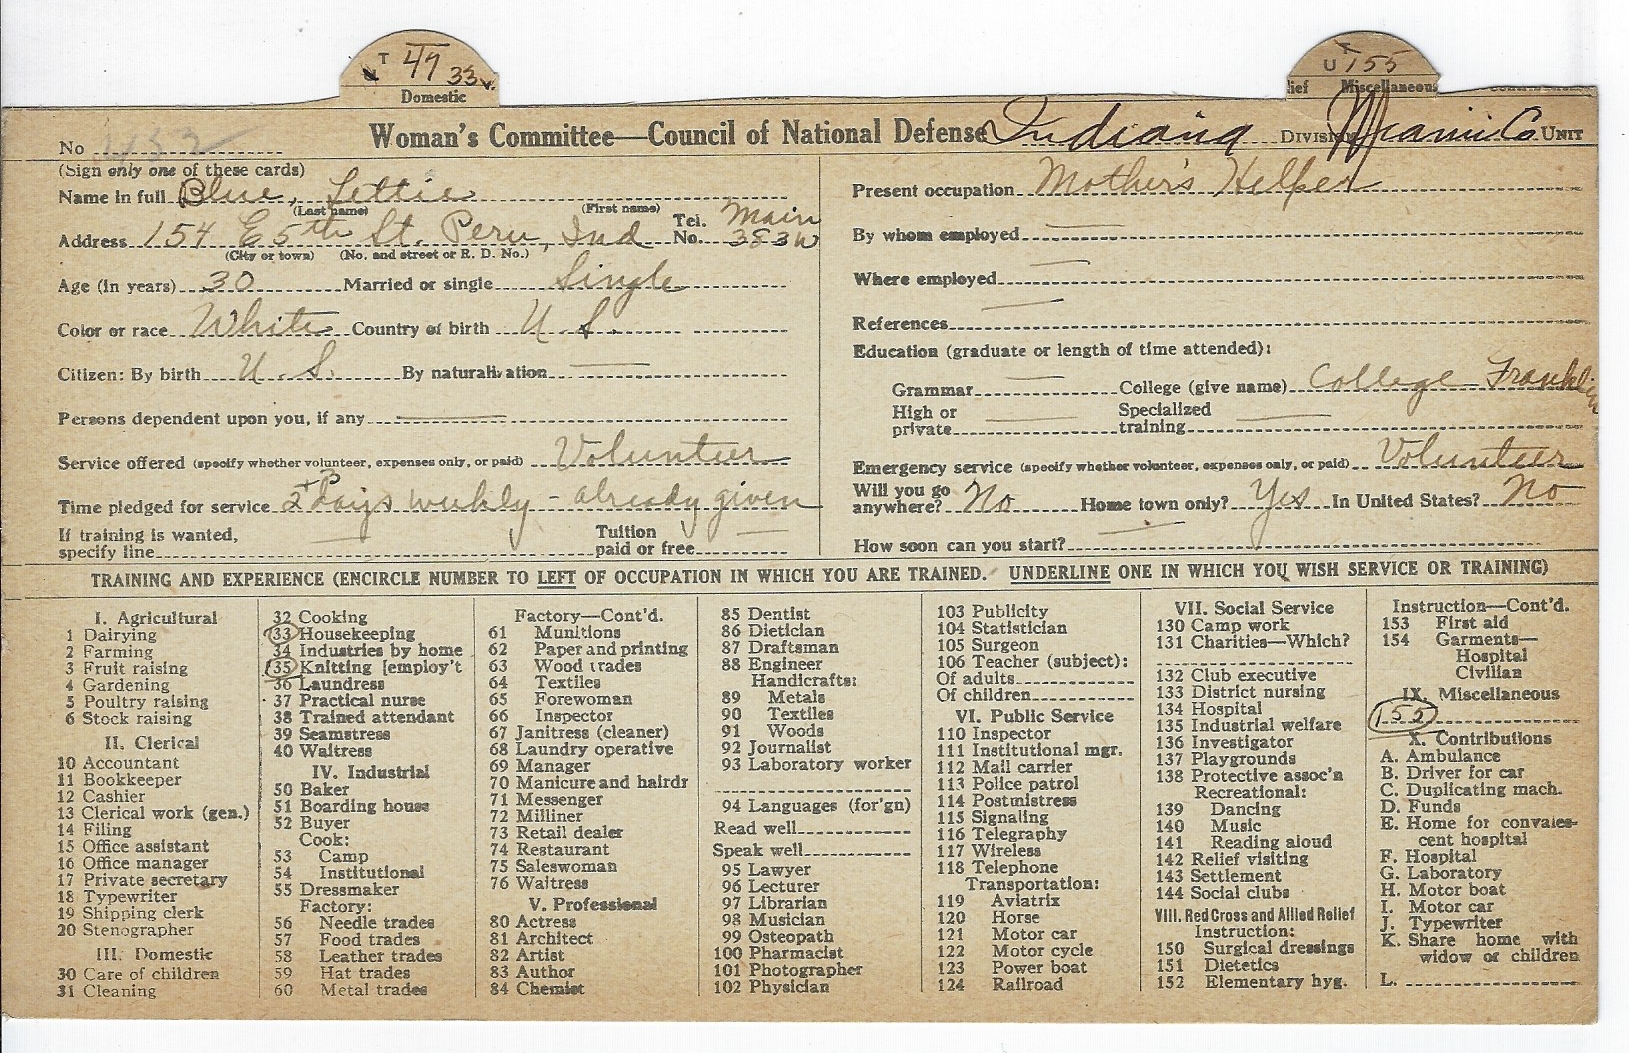 T 47 33
Domestic
T
U 155
lief Miscellaneous
No 452
Woman's Committee—Council of National Defense Indiana Division Miami Co. Unit
(Sign only one of these cards)
Name in full Blue, Lettie
(Last name) (First name)
Address 154 E 5th St. Peru, Ind Tel. No. Main 383W
(City or town) (No. and street or R. D. No.)
Age (in years) 30 Married or single Single
Color or race White Country of birth U. S.
Citizen: By birth U. S. By naturalization —
Persons dependent upon you, if any —
Service offered (specify whether volunteer, expenses only, or paid) Volunteer
Time pledged for service 2 days weekly - already given
If training is wanted, specify line — Tuition paid or free —
Present occupation Mother's Helper
By whom employed —
Where employed —
References —
Education (graduate or length of time attended):
Grammar — College (give name) College Franklin
High or private — Specialized training —
Emergency service (specify whether volunteer, expenses only, or paid) Volunteer
Will you go anywhere? No Home town only? Yes In United States? No
How soon can you start? —
TRAINING AND EXPERIENCE (ENCIRCLE NUMBER TO LEFT OF OCCUPATION IN WHICH YOU ARE TRAINED. UNDERLINE ONE IN WHICH YOU WISH SERVICE OR TRAINING)
I. Agricultural
1 Dairying
2 Farming
3 Fruit raising
4 Gardening
5 Poultry raising
6 Stock raising
II. Clerical
10 Accountant
11 Bookkeeper
12 Cashier
13 Clerical work (gen.)
14 Filing
15 Office assistant
16 Office manager
17 Private secretary
18 Typewriter
19 Shipping clerk
20 Stenographer
III. Domestic
30 Care of children
31 Cleaning
32 Cooking
33 Housekeeping
34 Industries by home
35 Knitting [employ't
36 Laundress
37 Practical nurse
38 Trained attendant
39 Seamstress
40 Waitress
IV. Industrial
50 Baker
51 Boarding house
52 Buyer
Cook:
53 Camp
54 Institutional
55 Dressmaker
Factory:
56 Needle trades
57 Food trades
58 Leather trades
59 Hat trades
60 Metal trades
Factory—Cont'd.
61 Munitions
62 Paper and printing
63 Wood trades
64 Textiles
65 Forewoman
66 Inspector
67 Janitress (cleaner)
68 Laundry operative
69 Manager
70 Manicure and hairdr
71 Messenger
72 Milliner
73 Retail dealer
74 Restaurant
75 Saleswoman
76 Waitress
V. Professional
80 Actress
81 Architect
82 Artist
83 Author
84 Chemist
85 Dentist
86 Dietician
87 Draftsman
88 Engineer
Handicrafts:
89 Metals
90 Textiles
91 Woods
92 Journalist
93 Laboratory worker
94 Languages (for'gn)
Read well
Speak well
95 Lawyer
96 Lecturer
97 Librarian
98 Musician
99 Osteopath
100 Pharmacist
101 Photographer
102 Physician
103 Publicity
104 Statistician
105 Surgeon
106 Teacher (subject):
Of adults
Of children
VI. Public Service
110 Inspector
111 Institutional mgr.
112 Mail carrier
113 Police patrol
114 Postmistress
115 Signaling
116 Telegraphy
117 Wireless
118 Telephone
Transportation:
119 Aviatrix
120 Horse
121 Motor car
122 Motor cycle
123 Power boat
124 Railroad
VII. Social Service
130 Camp work
131 Charities—Which?
132 Club executive
133 District nursing
134 Hospital
135 Industrial welfare
136 Investigator
137 Playgrounds
138 Protective assoc'n
Recreational:
139 Dancing
140 Music
141 Reading aloud
142 Relief visiting
143 Settlement
144 Social clubs
VIII. Red Cross and Allied Relief
Instruction:
150 Surgical dressings
151 Dietetics
152 Elementary hyg.
Instruction—Cont'd.
153 First aid
154 Garments—
Hospital
Civilian
IX. Miscellaneous
155
X. Contributions
A. Ambulance
B. Driver for car
C. Duplicating mach.
D. Funds
E. Home for convales-
cent hospital
F. Hospital
G. Laboratory
H. Motor boat
I. Motor car
J. Typewriter
K. Share home with
widow or children
L.